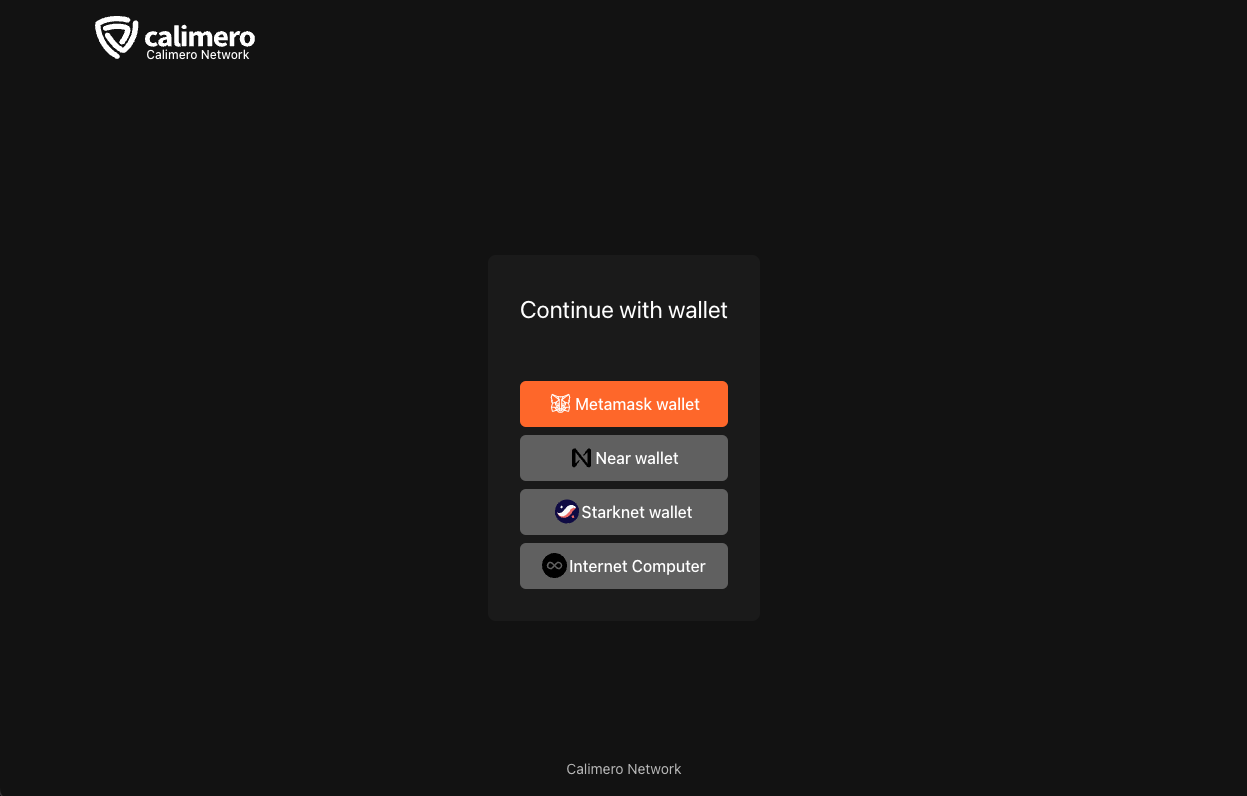 calimero
Calimero Network
Continue with wallet
Metamask wallet
Near wallet
Starknet wallet
Internet Computer
Calimero Network